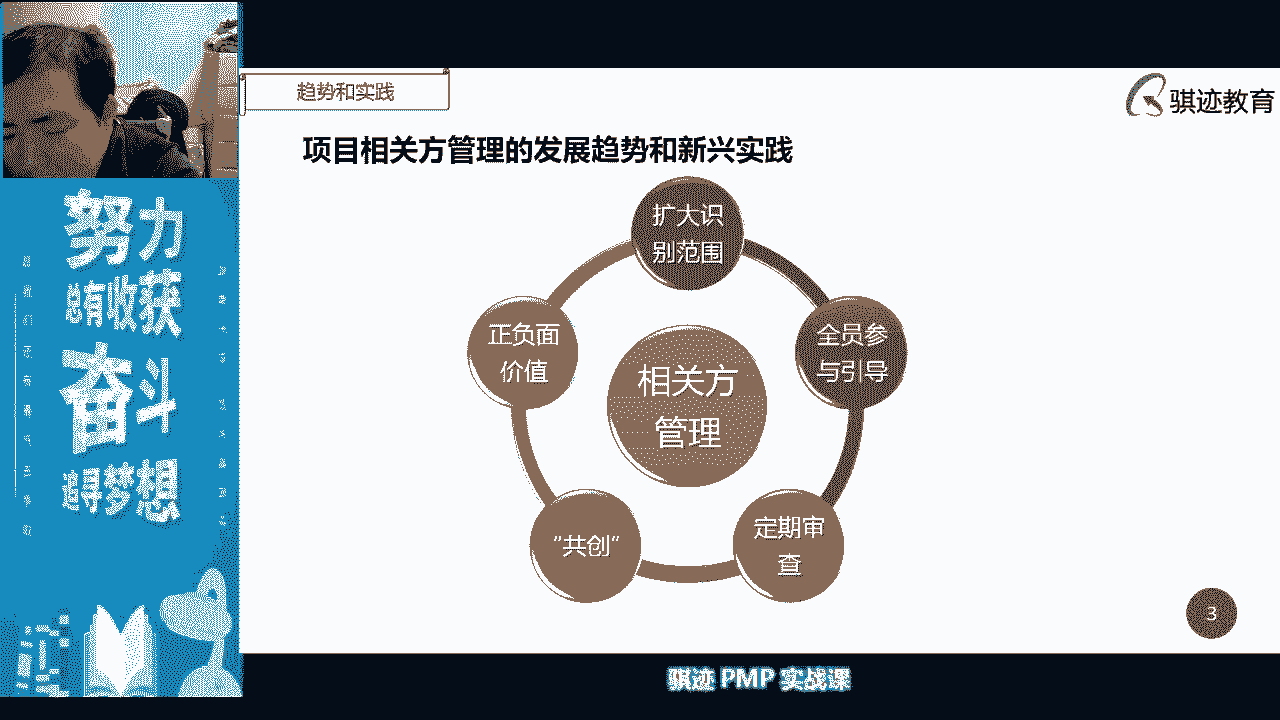 趋势和实践
骐迹教育
项目相关方管理的发展趋势和新兴实践
扩大识
别范围
正负面
价值
全员参
与引导
相关方
管理
"共创"
定期审
查
3
努力
总有收获
奋斗
追寻梦想
骐迹 PMP 实战课